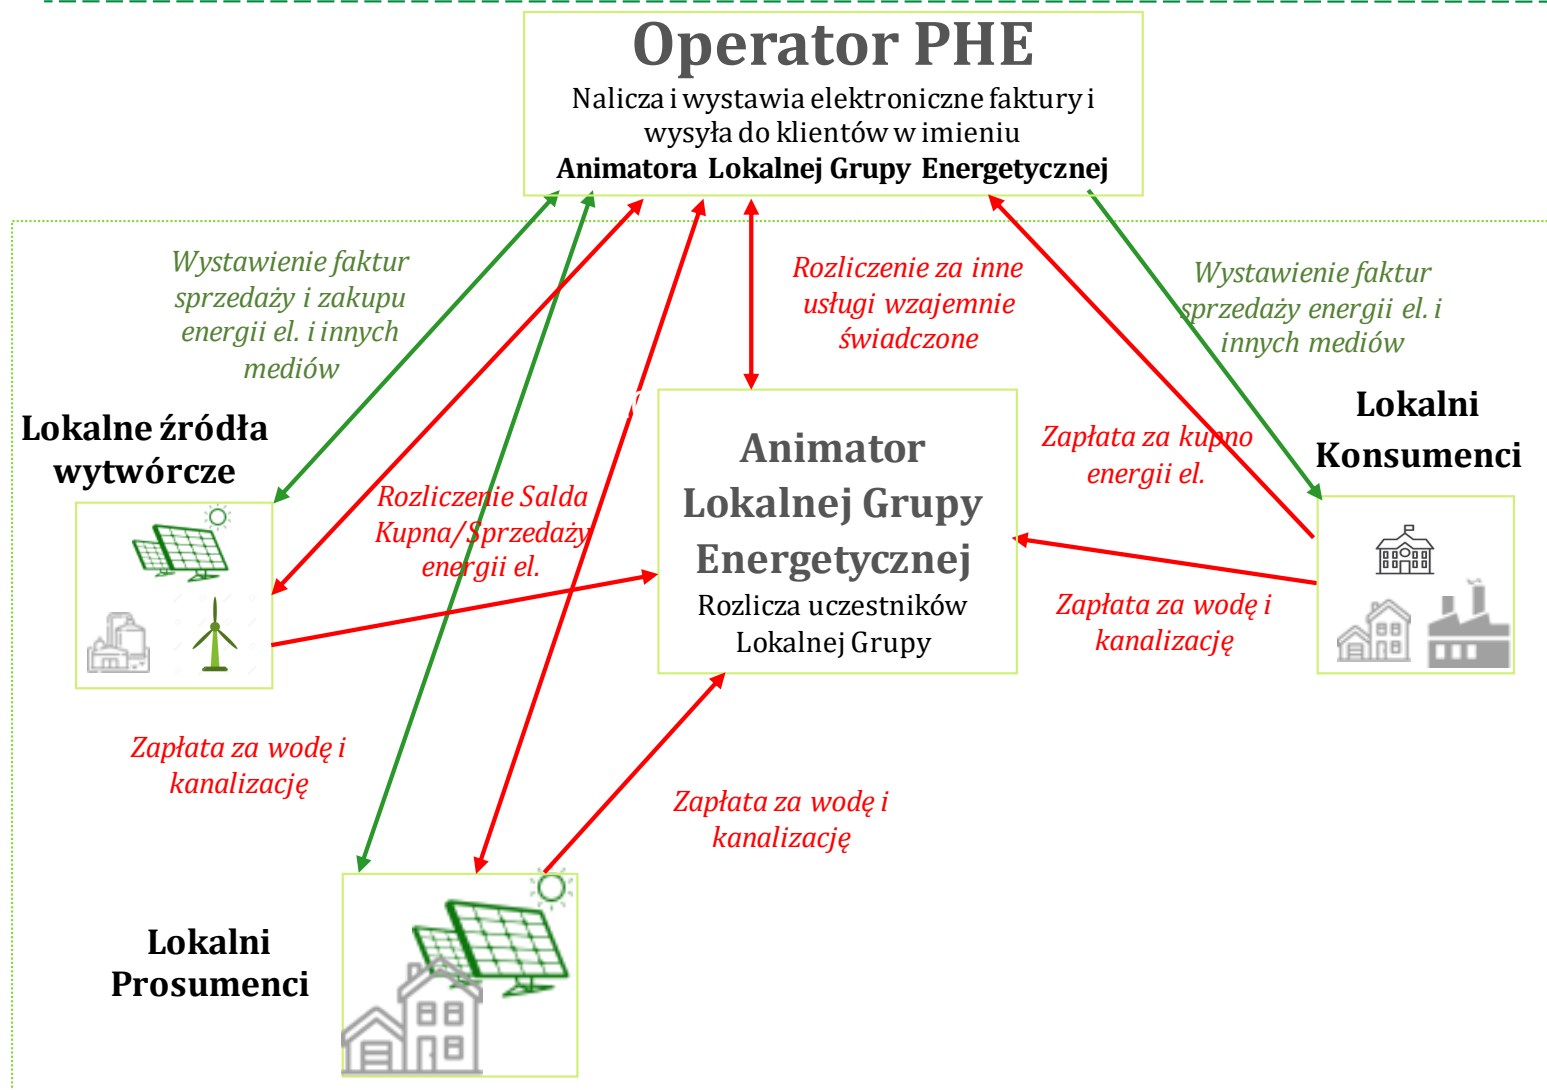 Operator PHE
Nalicza i wystawia elektroniczne faktury i
wysyła do klientów w imieniu
Animatora Lokalnej Grupy Energetycznej
Wystawienie faktur
sprzedaży i zakupu
energii el. i innych
mediów
Rozliczenie za inne
usługi wzajemnie
świadczone
Wystawienie faktur
sprzedaży energii el. i
innych mediów
Lokalne źródła
wytwórcze
Rozliczenie Salda
Kupna/Sprzedaży
energii el.
Animator
Lokalnej Grupy
Energetycznej
Rozlicza uczestników
Lokalnej Grupy
Zapłata za kupno
energii el.
Lokalni
Konsumenci
Zapłata za wodę i
kanalizację
Zapłata za wodę i
kanalizację
Zapłata za wodę i
kanalizację
Lokalni
Prosumenci